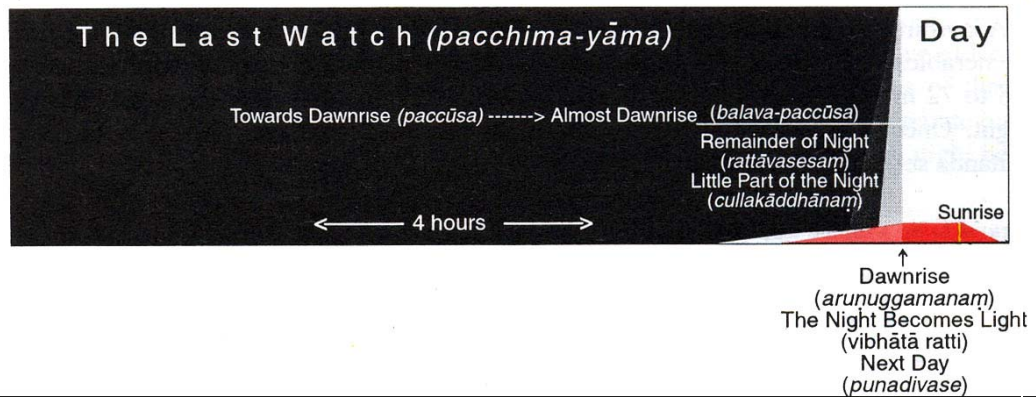 The Last Watch (pacchima-yāma)
Day
Towards Dawnrise (paccūsa) -------> Almost Dawnrise (balava-paccūsa)
Remainder of Night
(rattāvasesaṃ)
Little Part of the Night
(cullakāddhānaṃ)
4 hours
Sunrise
Dawnrise
(aruṇuggamanaṃ)
The Night Becomes Light
(vibhātā ratti)
Next Day
(punadivase)